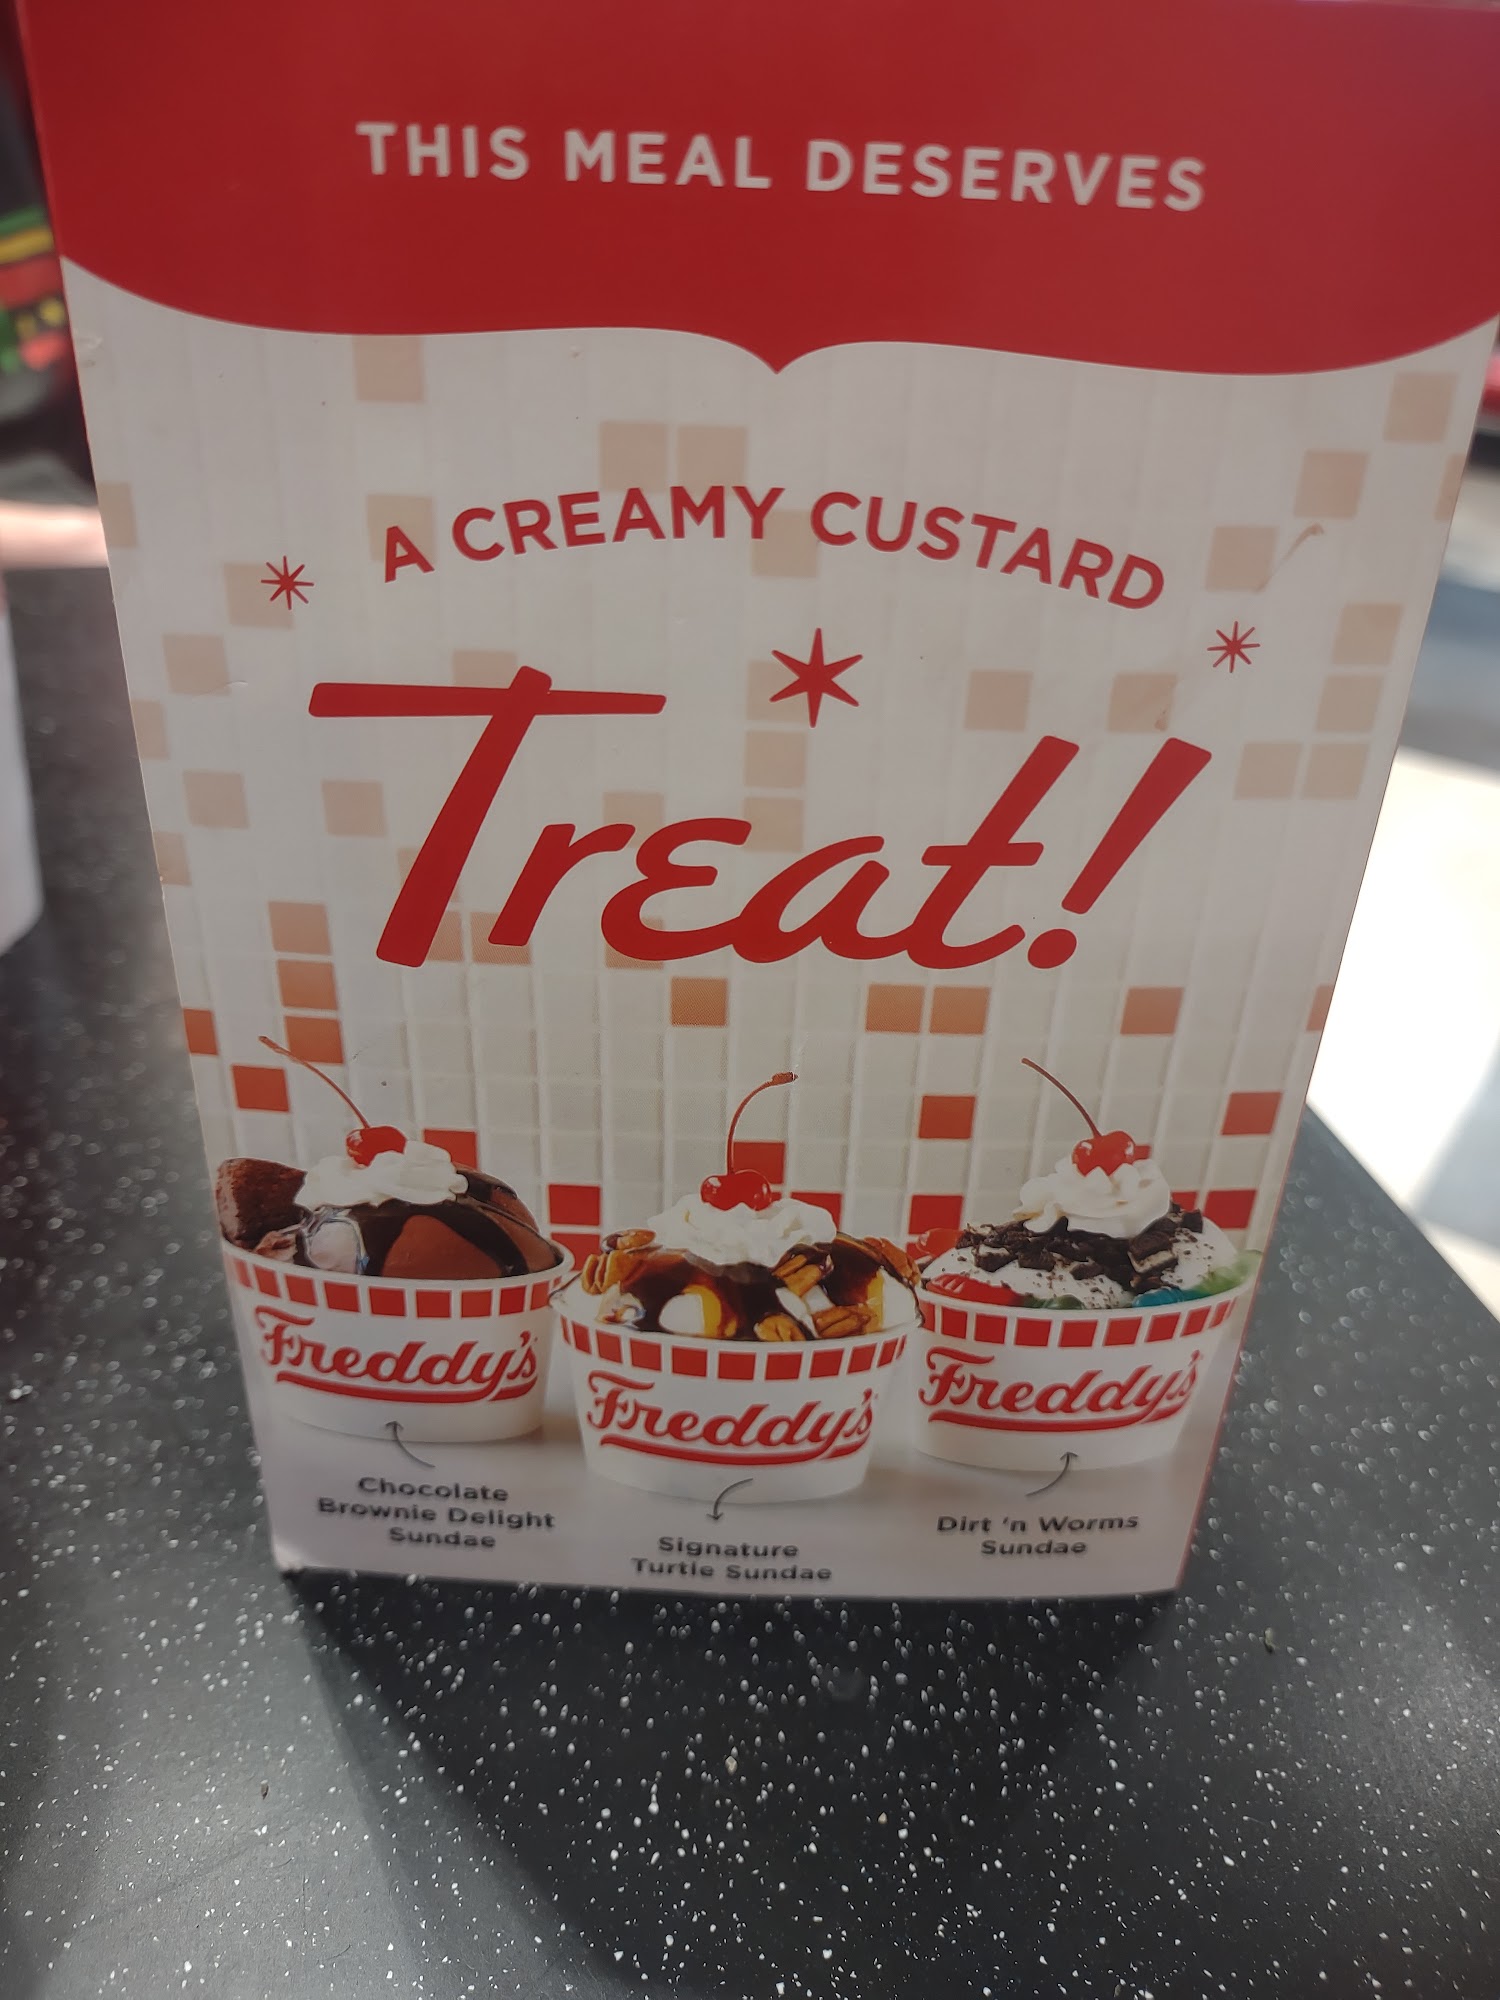 THIS MEAL DESERVES
A CREAMY CUSTARD
Treat!
Freddy's
Freddy's
Freddy's
Chocolate
Brownie Delight
Sundae
Signature
Turtle Sundae
Dirt 'n Worms
Sundae